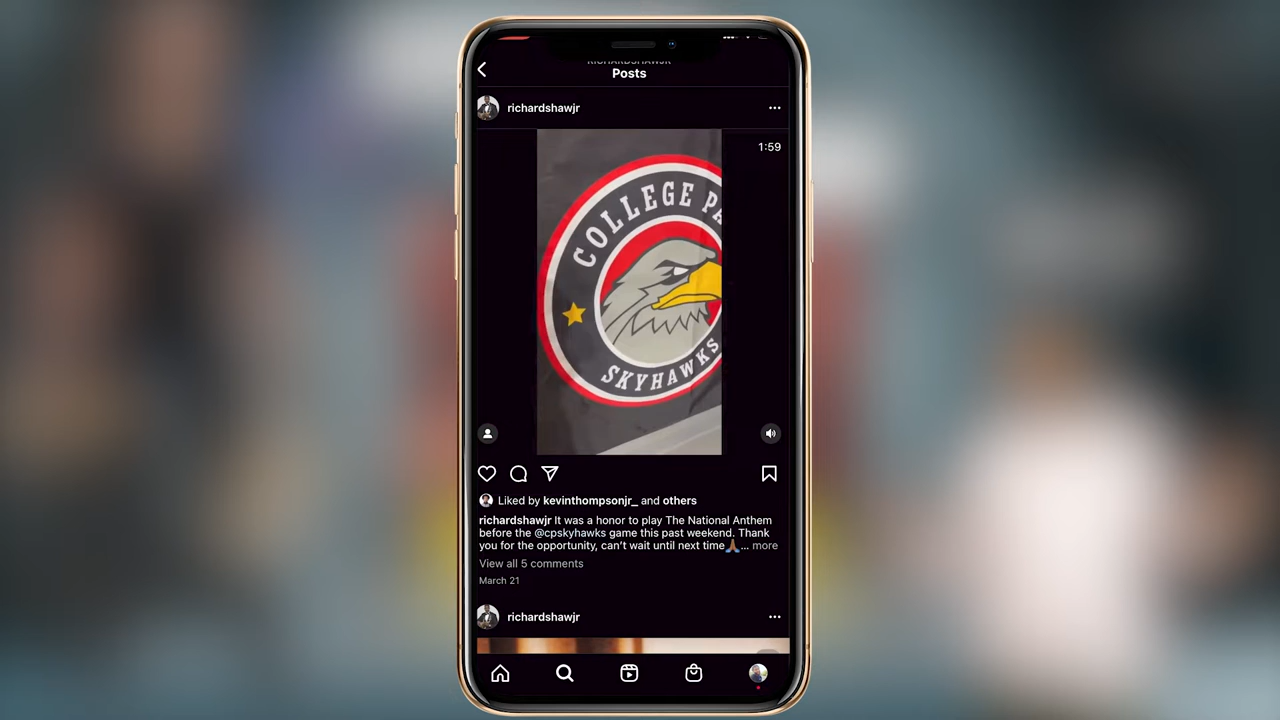 Posts
richardshawjr
1:59
COLLEGE
SKYHAWKS
Liked by kevinthompsonjr_ and others
richardshawjr It was a honor to play The National Anthem
before the @cpskyhawks game this past weekend. Thank
you for the opportunity, can't wait until next time🙏🏾... more
View all 5 comments
March 21
richardshawjr